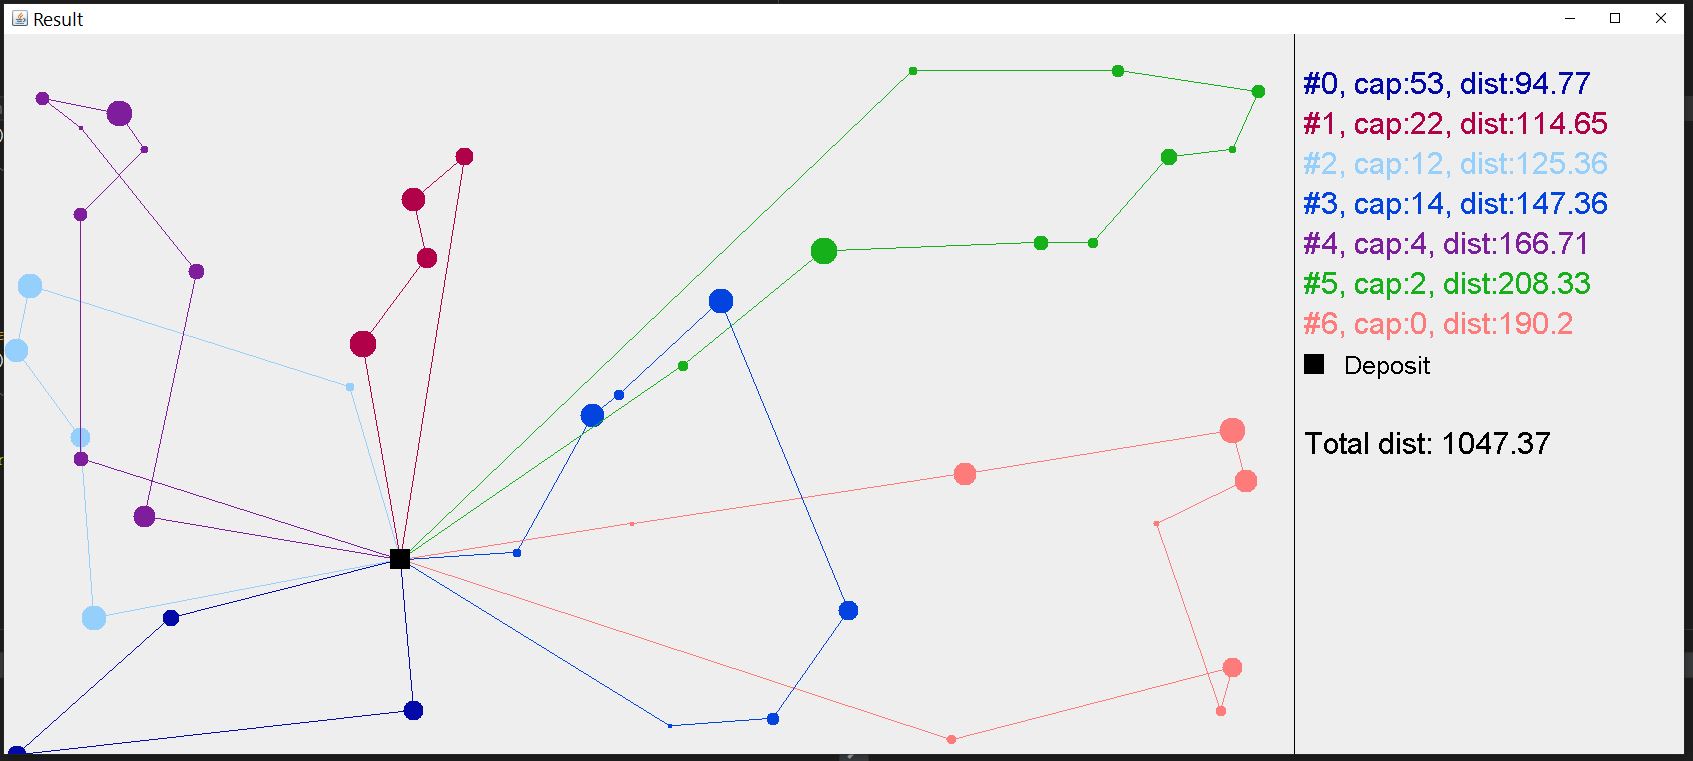 Result
#0, cap:53, dist:94.77
#1, cap:22, dist:114.65
#2, cap:12, dist:125.36
#3, cap:14, dist:147.36
#4, cap:4, dist:166.71
#5, cap:2, dist:208.33
#6, cap:0, dist:190.2
Deposit
Total dist: 1047.37